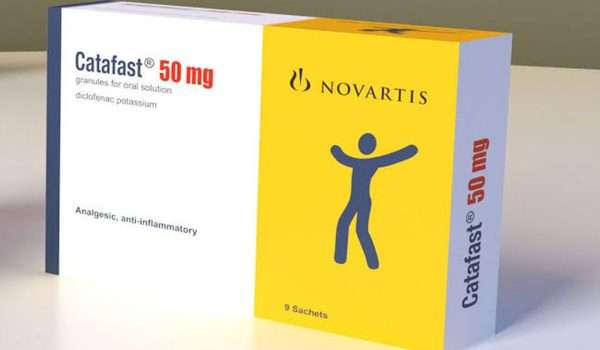 Catafast® 50 mg
granules for oral solution
diclofenac potassium
Analgesic, anti-inflammatory
NOVARTIS
9 Sachets
Catafast® 50 mg